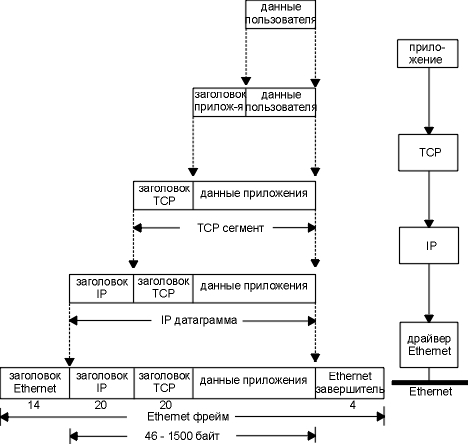 данные
пользователя
прило-
жение
заголовок
прилож-я
данные
пользователя
TCP
заголовок
TCP
данные приложения
TCP сегмент
IP
заголовок
IP
заголовок
TCP
данные приложения
IP датаграмма
драйвер
Ethernet
заголовок
Ethernet
заголовок
IP
заголовок
TCP
данные приложения
Ethernet
завершитель
Ethernet
14
20
20
4
Ethernet фрейм
46 - 1500 байт